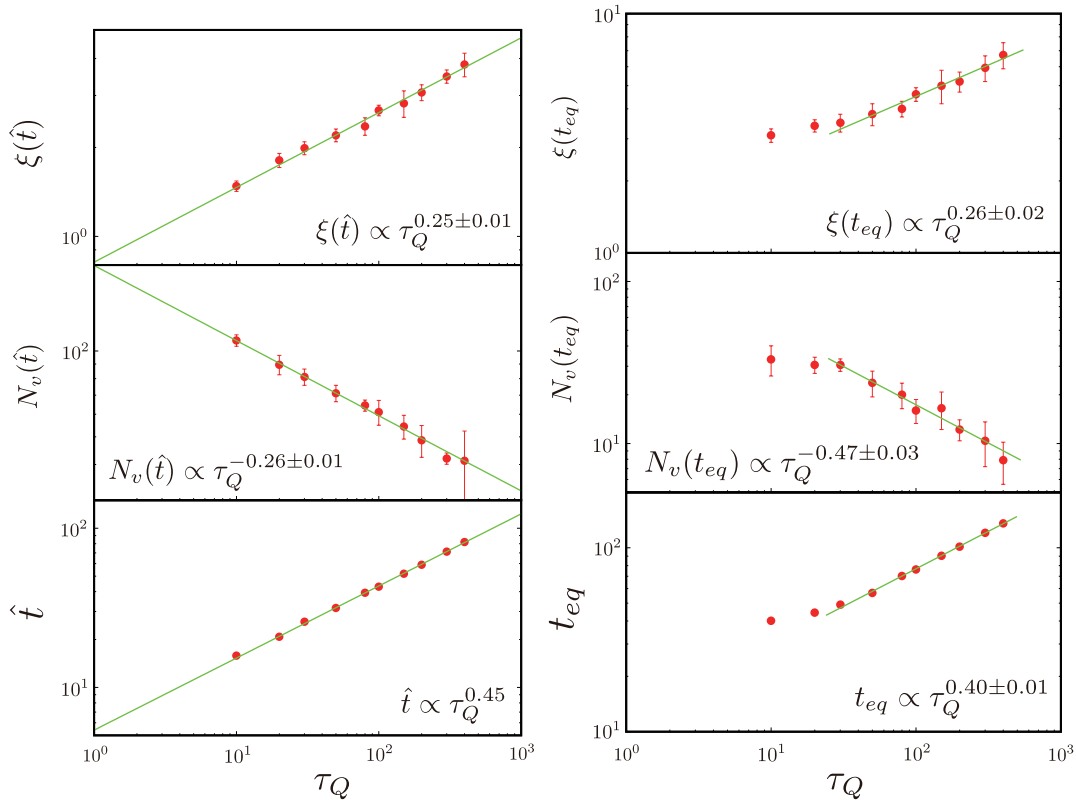 ξ(t̂)
10⁰
ξ(t̂) ∝ τ_Q^0.25±0.01
N_v(t̂)
10²
N_v(t̂) ∝ τ_Q^−0.26±0.01
t̂
10²
10¹
t̂ ∝ τ_Q^0.45
10⁰ 10¹ 10² 10³
τ_Q
ξ(t_eq)
10¹
10⁰
ξ(t_eq) ∝ τ_Q^0.26±0.02
N_v(t_eq)
10²
10¹
N_v(t_eq) ∝ τ_Q^−0.47±0.03
t_eq
10²
10¹
t_eq ∝ τ_Q^0.40±0.01
10⁰ 10¹ 10² 10³
τ_Q